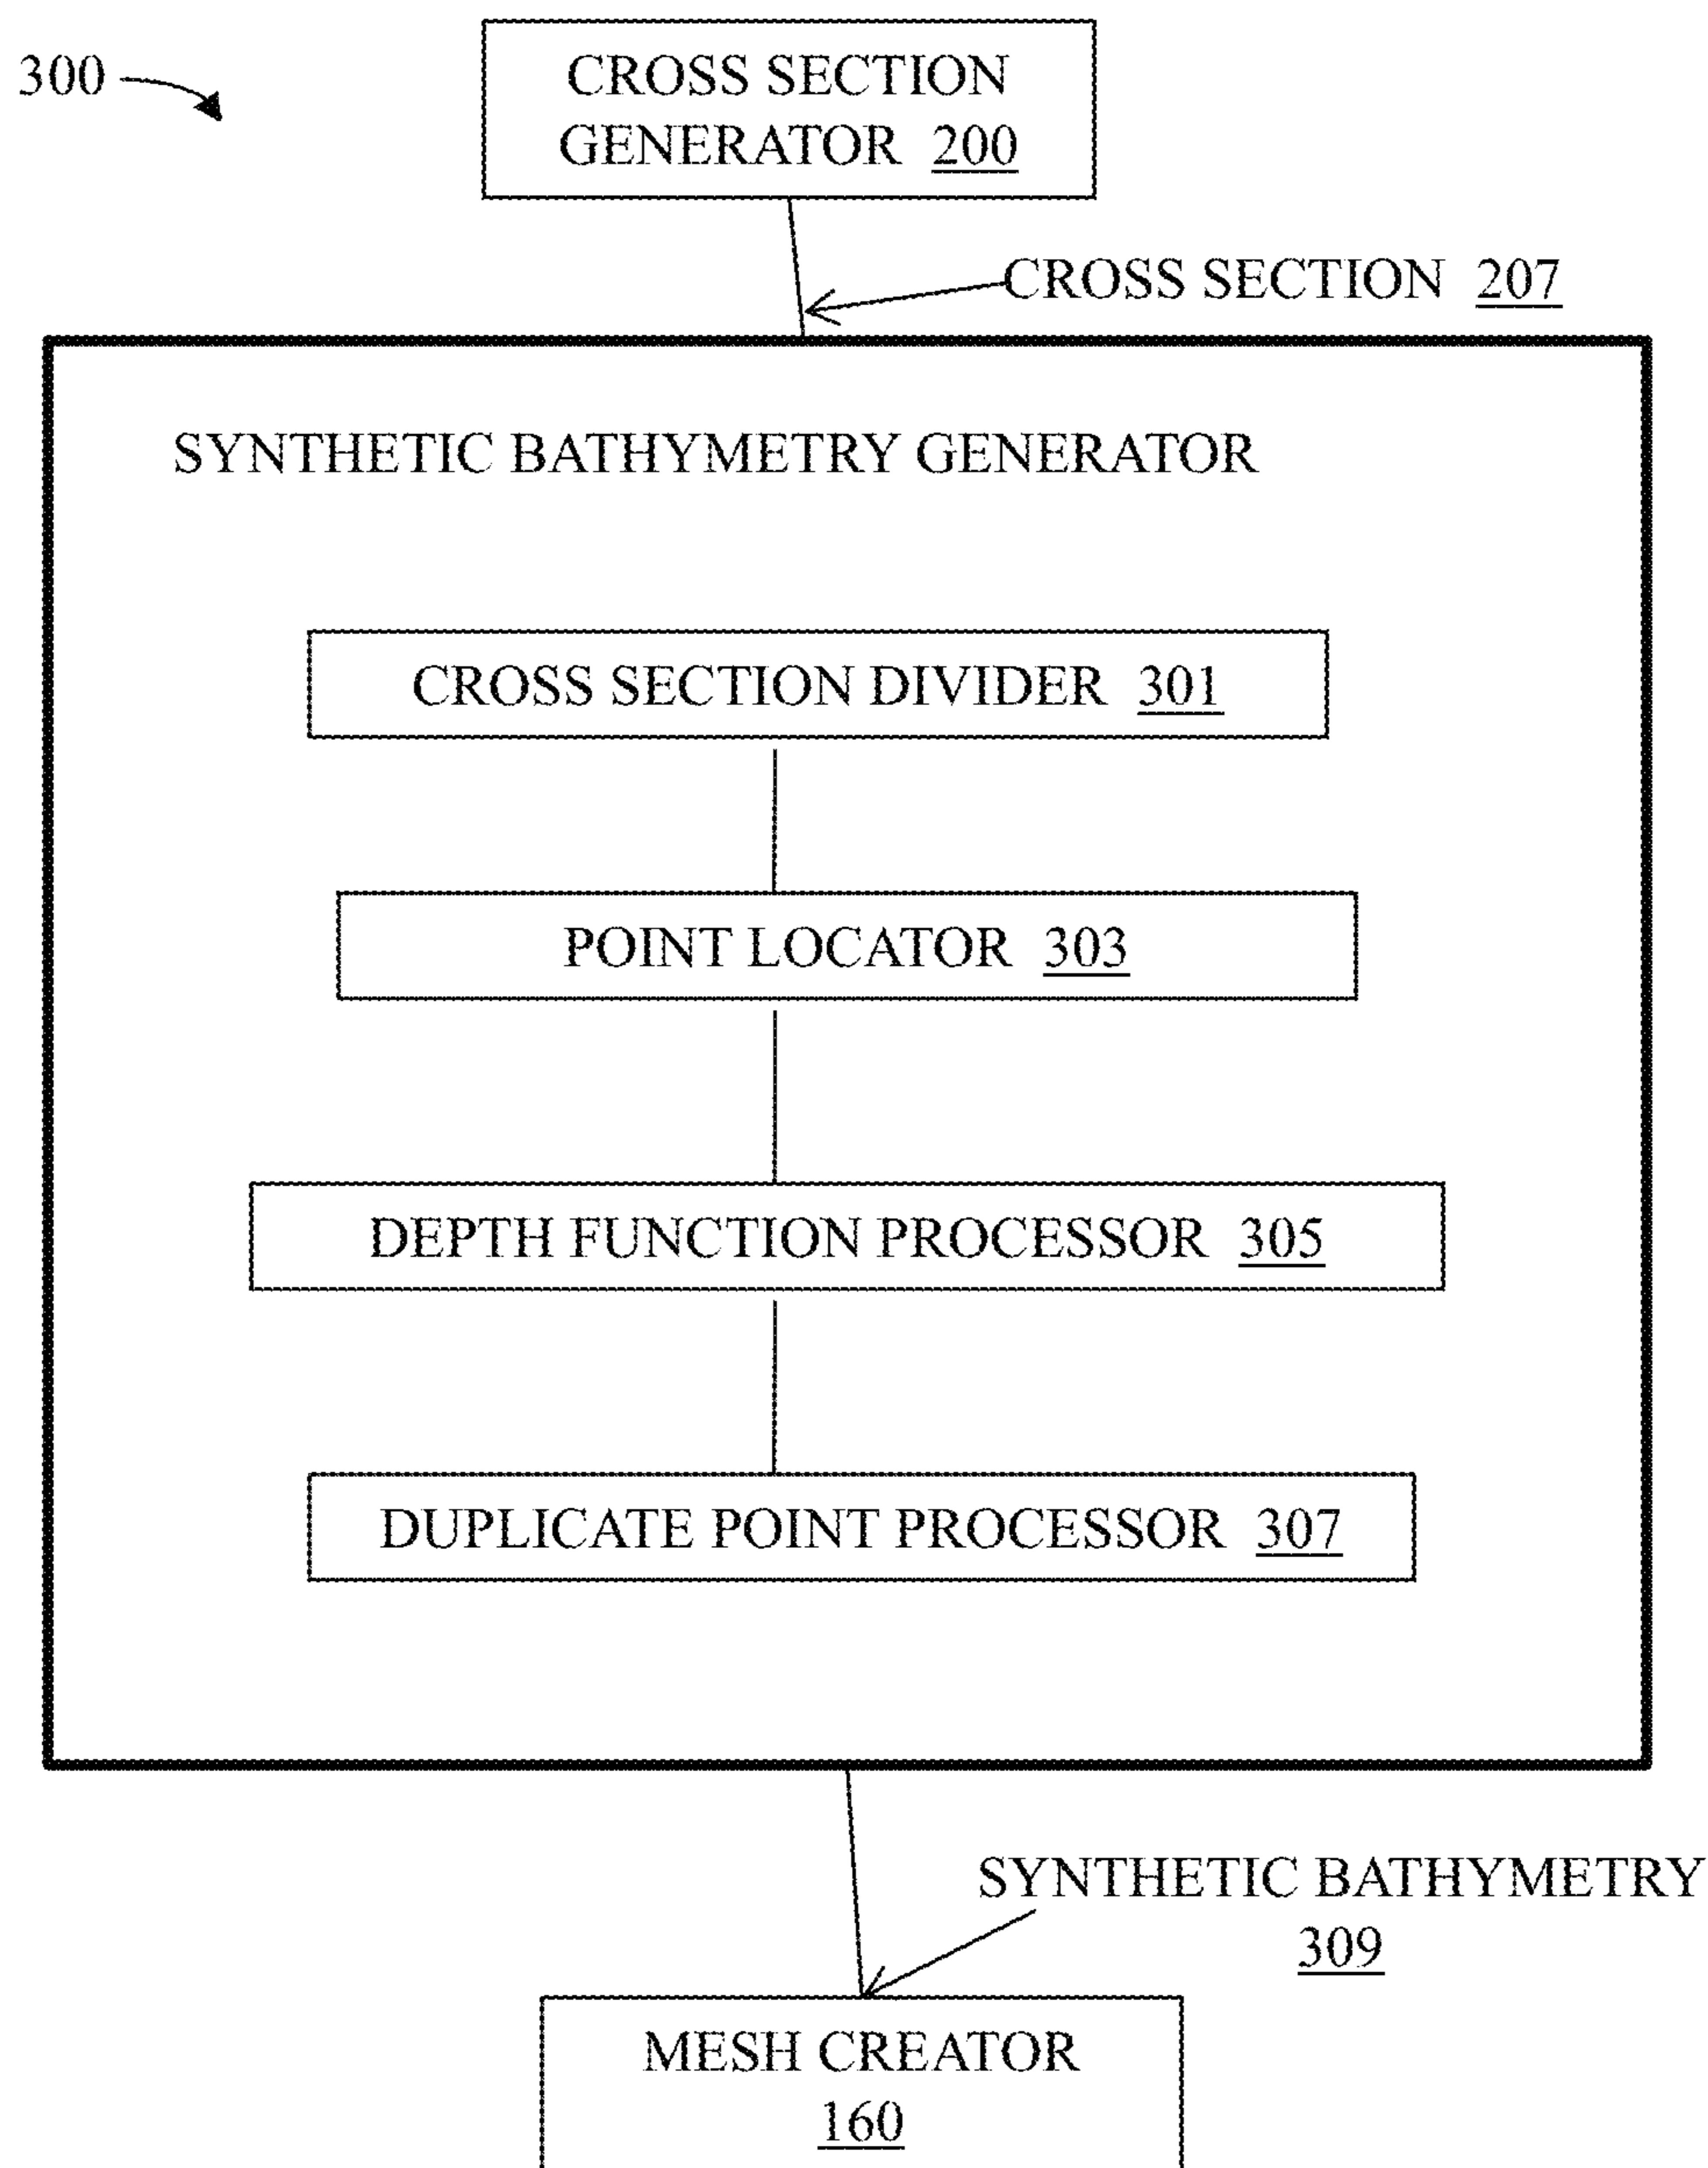 300
CROSS SECTION
GENERATOR 200
CROSS SECTION 207
SYNTHETIC BATHYMETRY GENERATOR
CROSS SECTION DIVIDER 301
POINT LOCATOR 303
DEPTH FUNCTION PROCESSOR 305
DUPLICATE POINT PROCESSOR 307
SYNTHETIC BATHYMETRY
309
MESH CREATOR
160